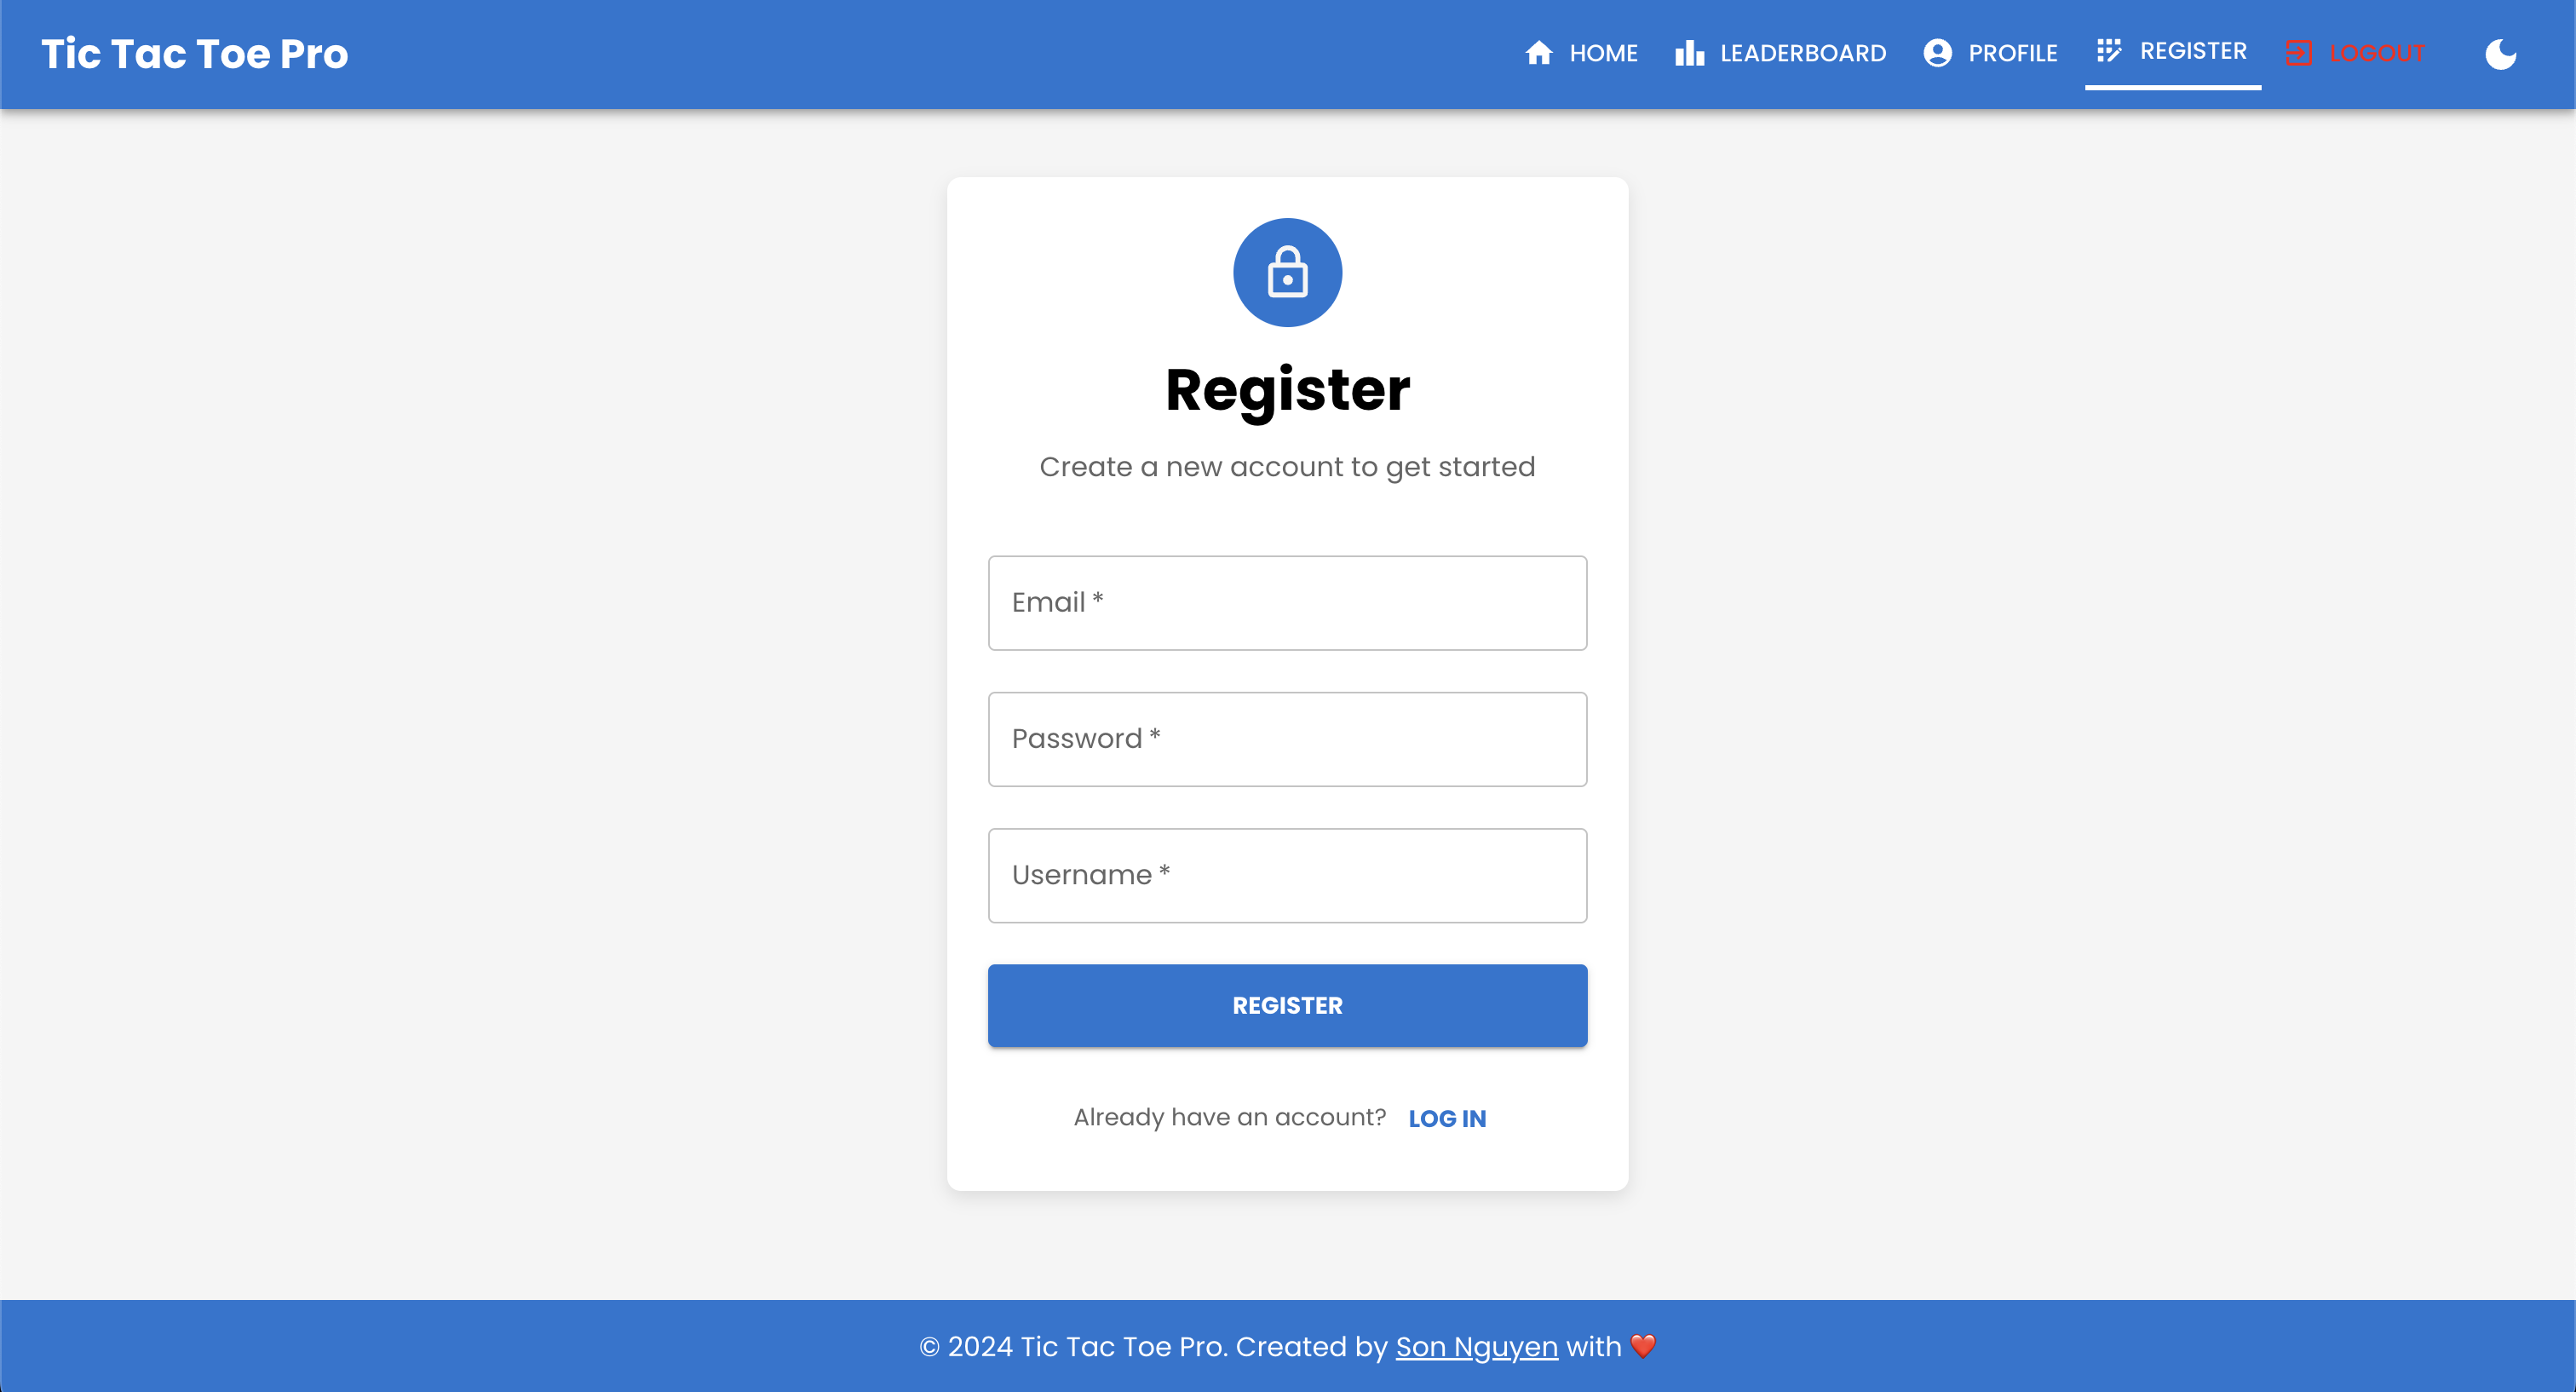 Tic Tac Toe Pro
HOME
LEADERBOARD
PROFILE
REGISTER
LOGOUT
Register
Create a new account to get started
Email *
Password *
Username *
REGISTER
Already have an account? LOG IN
© 2024 Tic Tac Toe Pro. Created by Son Nguyen with ❤️